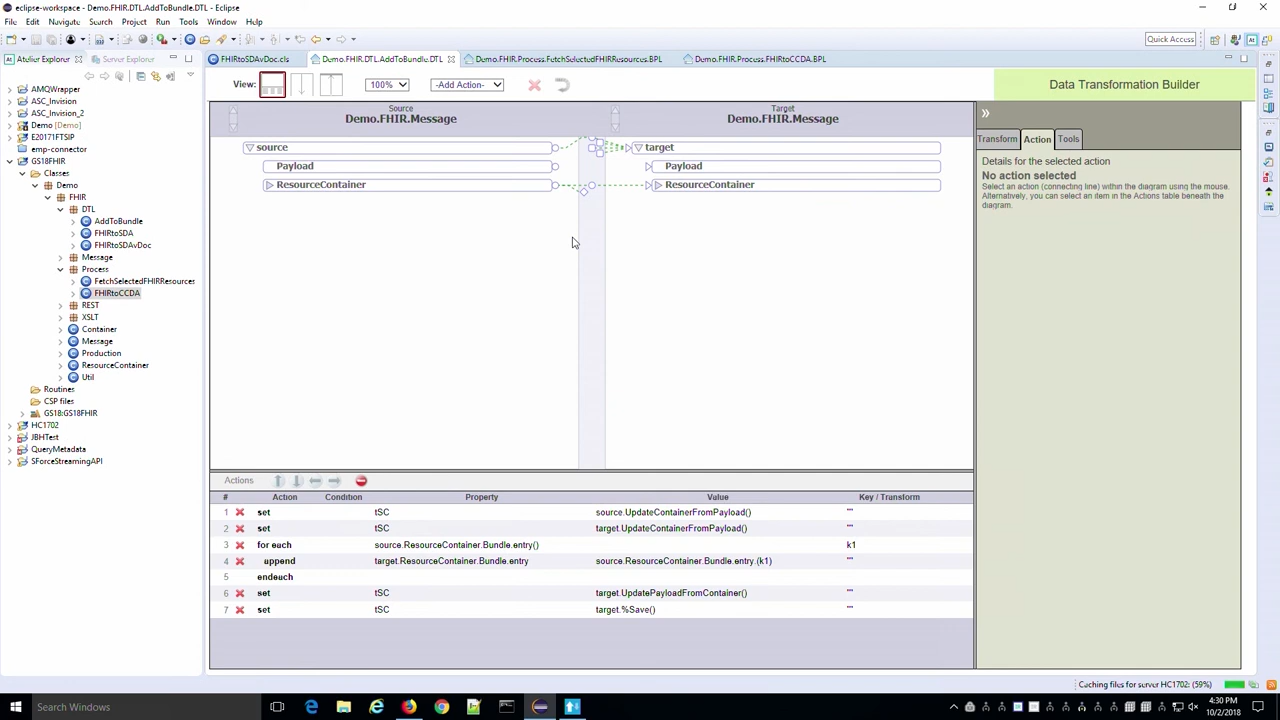 eclipse-workspace - Demo.FHIR.DTL.AddToBundle.DTL - Eclipse
File Edit Navigate Search Project Run Tools Window Help
Quick Access
Atelier Explorer
Server Explorer
FHIRtoSDAvDoc.cls
Demo.FHIR.DTL.AddToBundle.DTL
Demo.FHIR.Process.FetchSelectedFHIRResources.BPL
Demo.FHIR.Process.FHIRtoCCDA.BPL
AMQWrapper
ASC_Invision
ASC_Invision_2
Demo [Demo]
E20171FTSIP
emp-connector
GS18FHIR
Classes
Demo
FHIR
DTL
AddToBundle
FHIRtoSDA
FHIRtoSDAvDoc
Message
Process
FetchSelectedFHIRResources
FHIRtoCCDA
REST
XSLT
Container
Message
Production
ResourceContainer
Util
Routines
CSP files
GS18:GS18FHIR
HC1702
JBHTest
QueryMetadata
SForceStreamingAPI
View:
100%
-Add Action-
Data Transformation Builder
Source
Demo.FHIR.Message
Target
Demo.FHIR.Message
source
Payload
ResourceContainer
target
Payload
ResourceContainer
»
Transform Action Tools
Details for the selected action
No action selected
Select an action (connecting line) within the diagram using the mouse.
Alternatively, you can select an item in the Actions table beneath the
diagram.
Actions
# Action Condition Property Value Key / Transform
1 set tSC source.UpdateContainerFromPayload() ""
2 set tSC target.UpdateContainerFromPayload() ""
3 for each source.ResourceContainer.Bundle.entry() k1
4 append target.ResourceContainer.Bundle.entry source.ResourceContainer.Bundle.entry.(k1) ""
5 endeach
6 set tSC target.UpdatePayloadFromContainer() ""
7 set tSC target.%Save() ""
Caching files for server HC1702: (59%)
Search Windows
4:30 PM
10/2/2018